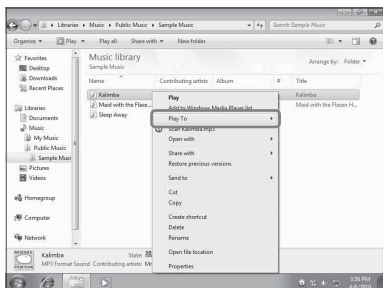 Libraries ▸ Music ▸ Public Music ▸ Sample Music
Search Sample Music
Organize Play Play all Share with New folder
Favorites
Desktop
Downloads
Recent Places
Libraries
Documents
Music
My Music
Public Music
Sample Musi
Pictures
Videos
Homegroup
Computer
Network
Music library
Sample Music
Arrange by: Folder
Name Contributing artists Album # Title
Kalimba
Maid with the Flaxe...
Sleep Away
Kalimba
Maid with the Flaxen H...
Play
Add to Windows Media Player list
Play To
Scan Kalimba.mp3
Open with
Share with
Restore previous versions
Send to
Cut
Copy
Create shortcut
Delete
Rename
Open file location
Properties
Kalimba
MP3 Format Sound
State:
Contributing artists: Mr
3:56 PM